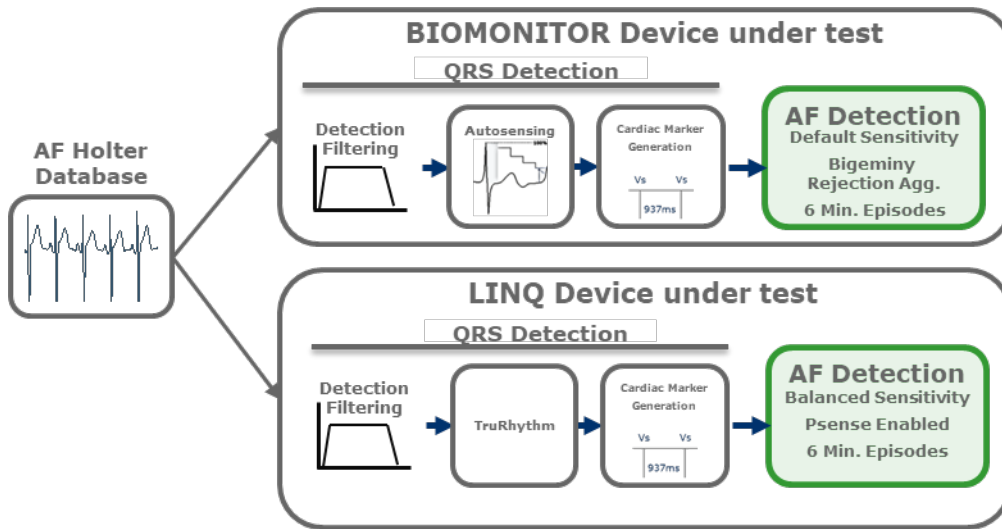 BIOMONITOR Device under test
QRS Detection
AF Holter
Database
Detection
Filtering
Autosensing
100%
Cardiac Marker
Generation
Vs Vs
937ms
AF Detection
Default Sensitivity
Bigeminy
Rejection Agg.
6 Min. Episodes
LINQ Device under test
QRS Detection
Detection
Filtering
TruRhythm
Cardiac Marker
Generation
Vs Vs
937ms
AF Detection
Balanced Sensitivity
Psense Enabled
6 Min. Episodes